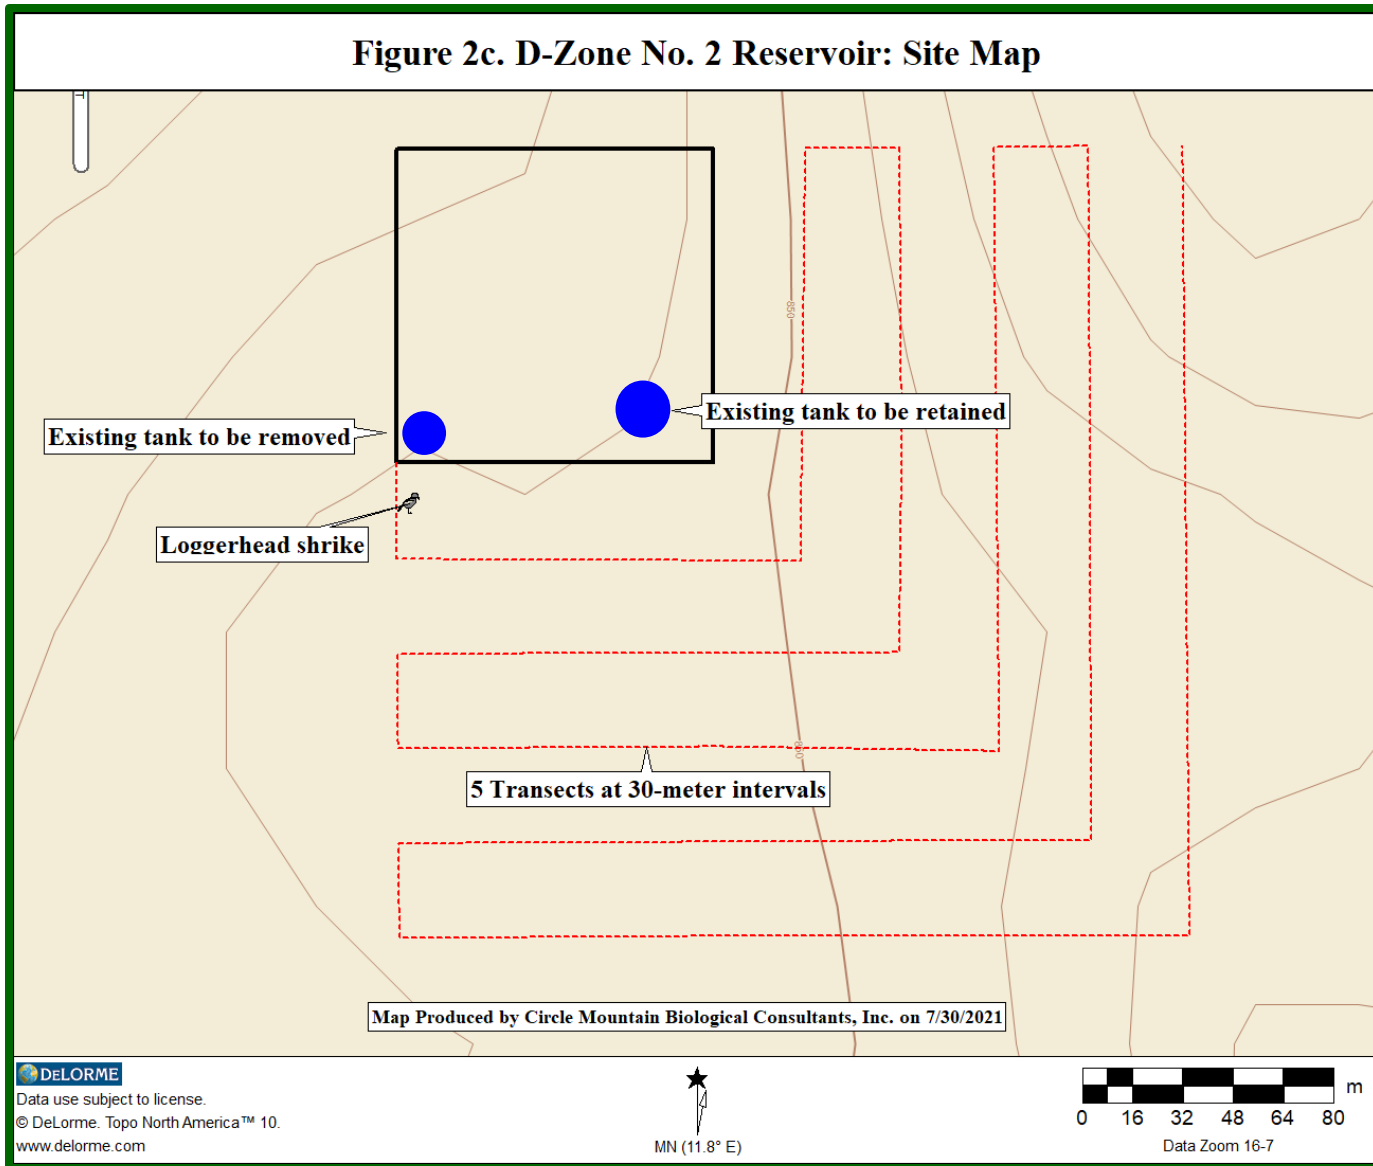 Figure 2c. D-Zone No. 2 Reservoir: Site Map
T
850
Existing tank to be retained
Existing tank to be removed
Loggerhead shrike
850
5 Transects at 30-meter intervals
Map Produced by Circle Mountain Biological Consultants, Inc. on 7/30/2021
DELORME
Data use subject to license.
© DeLorme. Topo North America™ 10.
www.delorme.com
MN (11.8° E)
m
0 16 32 48 64 80
Data Zoom 16-7